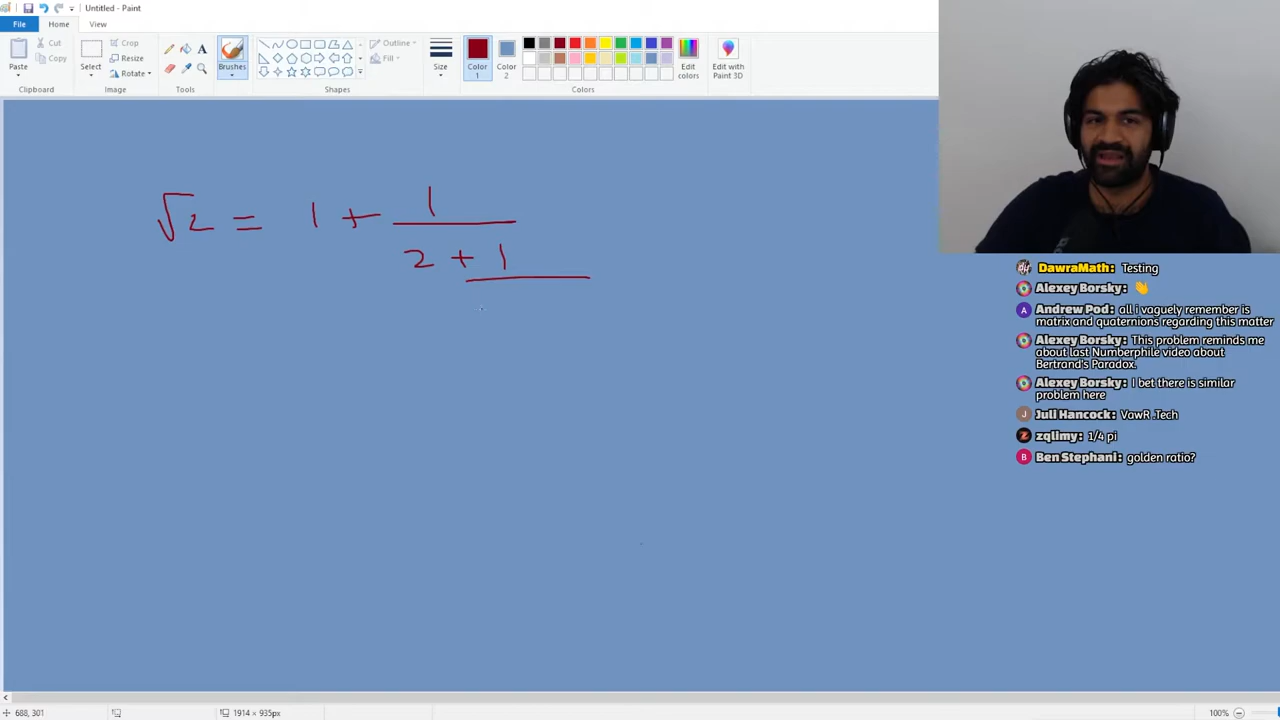 Untitled - Paint
File Home View
Paste
Cut
Copy
Clipboard
Select
Crop
Resize
Rotate
Image
Tools
Brushes
Outline
Fill
Shapes
Size
Color 1
Color 2
Edit colors
Colors
Edit with Paint 3D
√2 = 1 + 1
2 + 1
DawraMath: Testing
Alexey Borsky: 👋
Andrew Pod: all i vaguely remember is
matrix and quaternions regarding this matter
Alexey Borsky: This problem reminds me
about last Numberphile video about
Bertrand's Paradox.
Alexey Borsky: I bet there is similar
problem here
Juli Hancock: VawR .Tech
zqlimy: 1/4 pi
Ben Stephani: golden ratio?
688, 301
1914 × 935px
100%